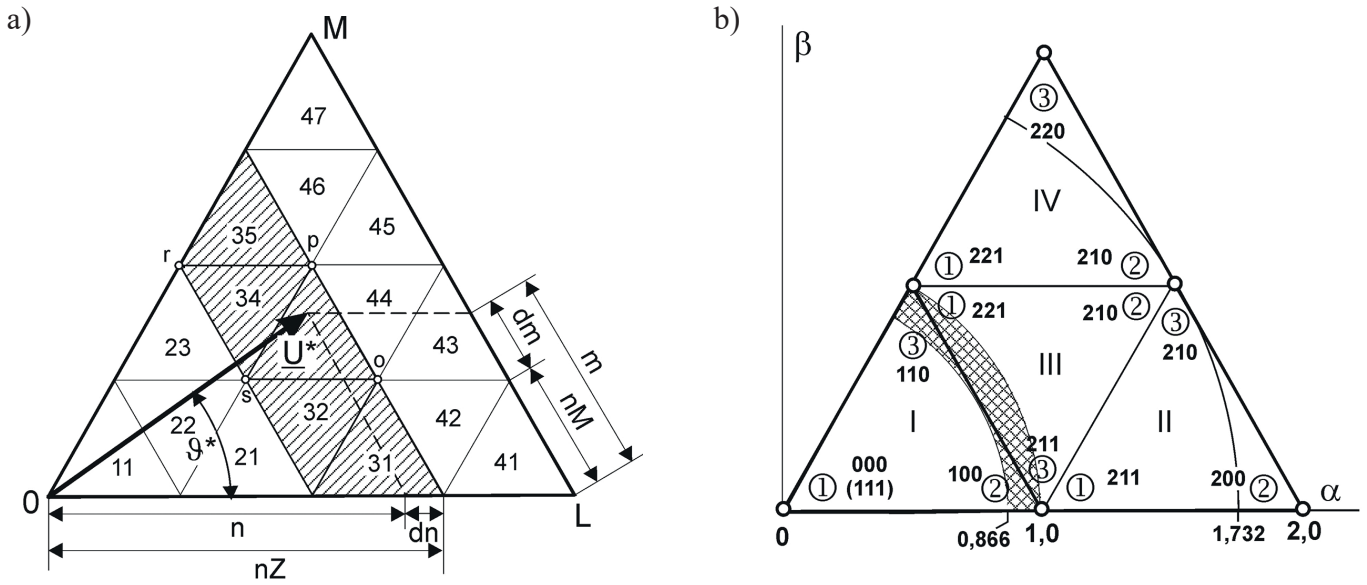 a)
M
47
46
45
35
r
p
34
44
dm
m
23
U*
43
s
o
nM
22
32
42
ϑ*
11
21
31
41
0
L
n
dn
nZ
b)
β
③
220
IV
① 221
210 ②
① 221
210 ②
③
③
210
110
III
I
II
211
000
100
③
211
200
① (111)
②
①
②
α
0
0,866
1,0
1,732
2,0